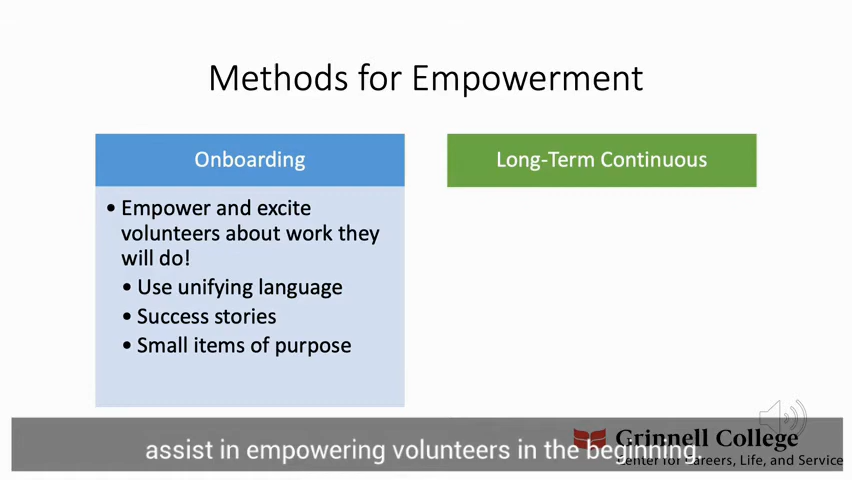 Methods for Empowerment
Onboarding
• Empower and excite
volunteers about work they
will do!
• Use unifying language
• Success stories
• Small items of purpose
Long-Term Continuous
assist in empowering volunteers in the beginning.
Grinnell College
Center for Careers, Life, and Service